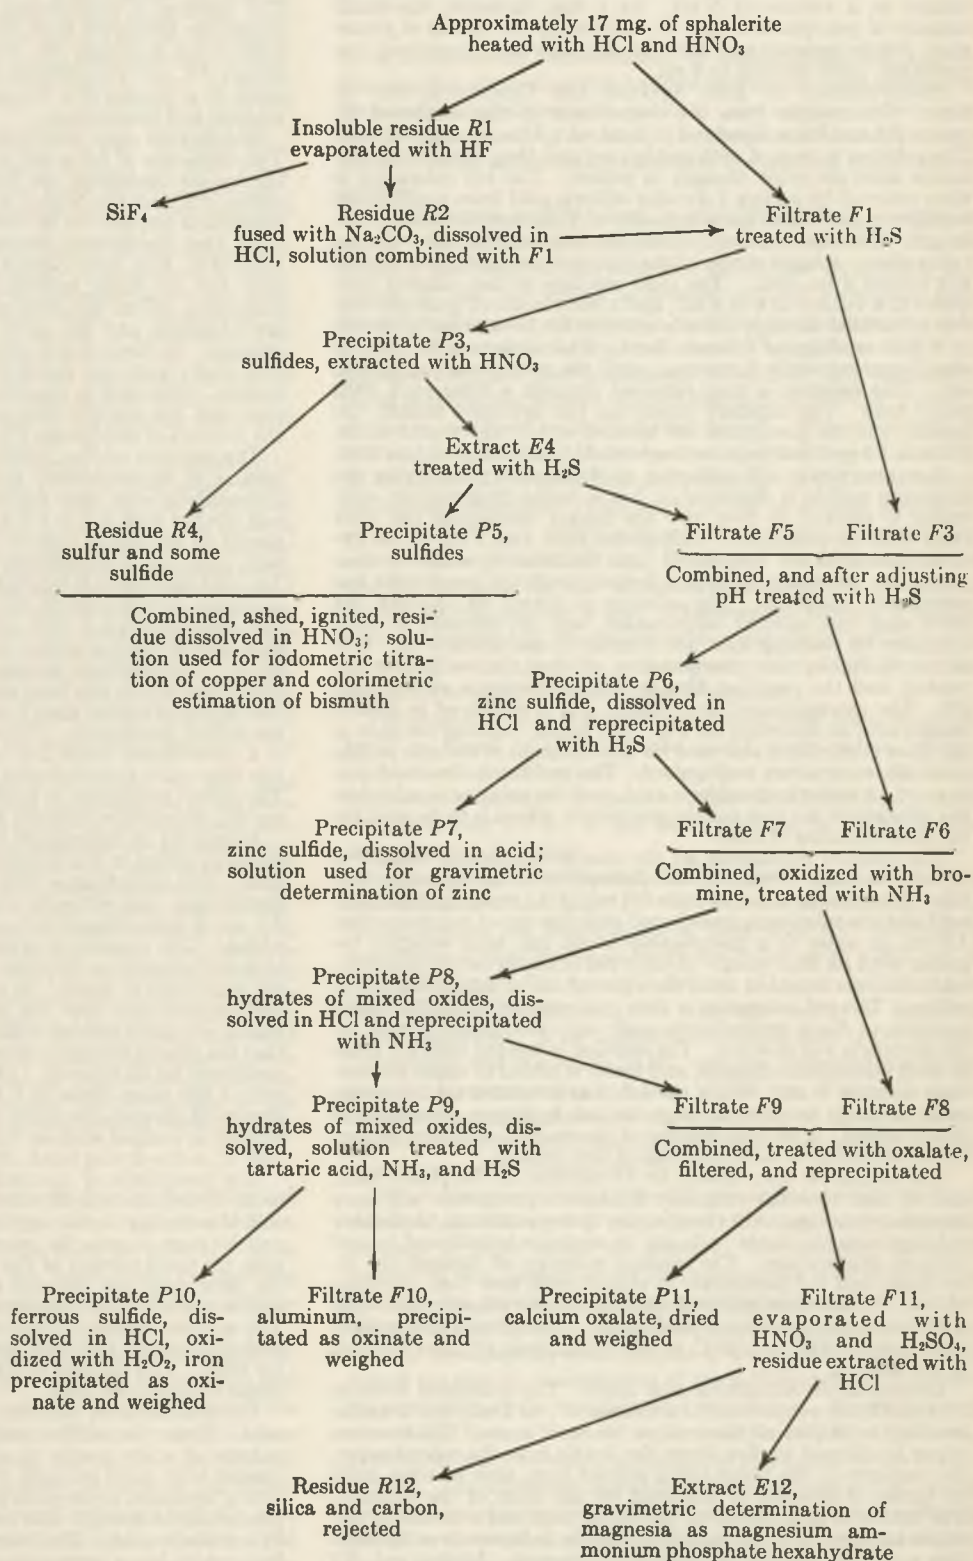 Approximately 17 mg. of sphalerite
heated with HCl and HNO₃
Insoluble residue R1
evaporated with HF
SiF₄
Residue R2
fused with Na₂CO₃, dissolved in
HCl, solution combined with F1
Filtrate F1
treated with H₂S
Precipitate P3,
sulfides, extracted with HNO₃
Extract E4
treated with H₂S
Residue R4,
sulfur and some
sulfide
Precipitate P5,
sulfides
Filtrate F5
Filtrate F3
Combined, ashed, ignited, resi-
due dissolved in HNO₃; solu-
tion used for iodometric titra-
tion of copper and colorimetric
estimation of bismuth
Combined, and after adjusting
pH treated with H₂S
Precipitate P6,
zinc sulfide, dissolved in
HCl and reprecipitated
with H₂S
Precipitate P7,
zinc sulfide, dissolved in acid;
solution used for gravimetric
determination of zinc
Filtrate F7
Filtrate F6
Combined, oxidized with bro-
mine, treated with NH₃
Precipitate P8,
hydrates of mixed oxides, dis-
solved in HCl and reprecipitated
with NH₃
Precipitate P9,
hydrates of mixed oxides, dis-
solved, solution treated with
tartaric acid, NH₃, and H₂S
Filtrate F9
Filtrate F8
Combined, treated with oxalate,
filtered, and reprecipitated
Precipitate P10,
ferrous sulfide, dis-
solved in HCl, oxi-
dized with H₂O₂, iron
precipitated as oxi-
nate and weighed
Filtrate F10,
aluminum, precipi-
tated as oxinate and
weighed
Precipitate P11,
calcium oxalate, dried
and weighed
Filtrate F11,
evaporated with
HNO₃ and H₂SO₄,
residue extracted with
HCl
Residue R12,
silica and carbon,
rejected
Extract E12,
gravimetric determination of
magnesia as magnesium am-
monium phosphate hexahydrate